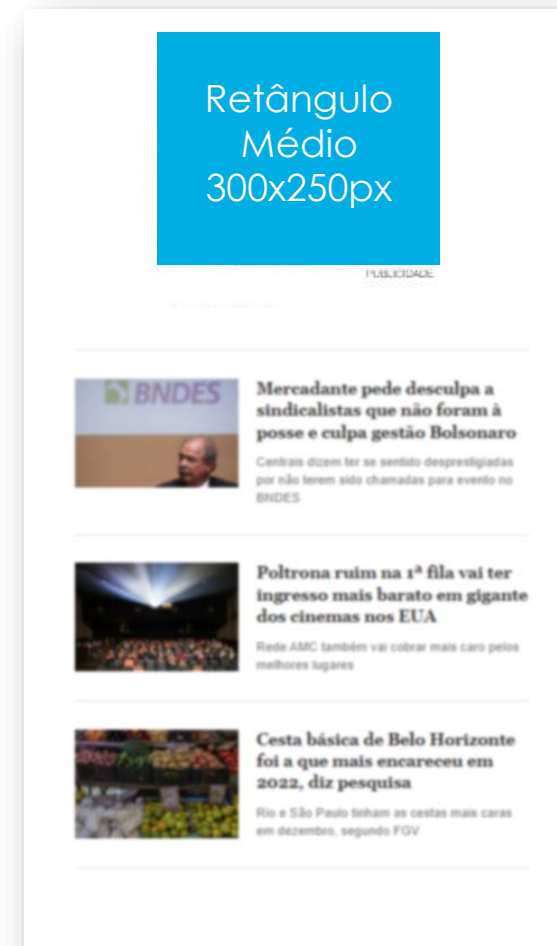 Retângulo
Médio
300x250px
PUBLICIDADE
BNDES
Mercadante pede desculpa a
sindicalistas que não foram à
posse e culpa gestão Bolsonaro
Centrais dizem ter se sentido desprestigiadas
por não terem sido chamadas para evento no
BNDES
Poltrona ruim na 1ª fila vai ter
ingresso mais barato em gigante
dos cinemas nos EUA
Rede AMC também vai cobrar mais caro pelos
melhores lugares
Cesta básica de Belo Horizonte
foi a que mais encareceu em
2022, diz pesquisa
Rio e São Paulo tinham as cestas mais caras
em dezembro, segundo FGV